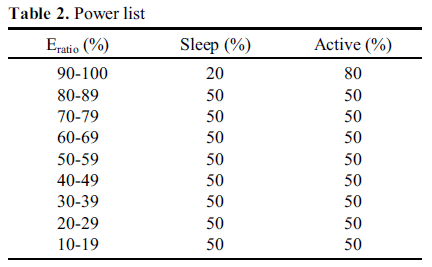 Table 2. Power list
Eratio (%) Sleep (%) Active (%)
90-100 20 80
80-89 50 50
70-79 50 50
60-69 50 50
50-59 50 50
40-49 50 50
30-39 50 50
20-29 50 50
10-19 50 50